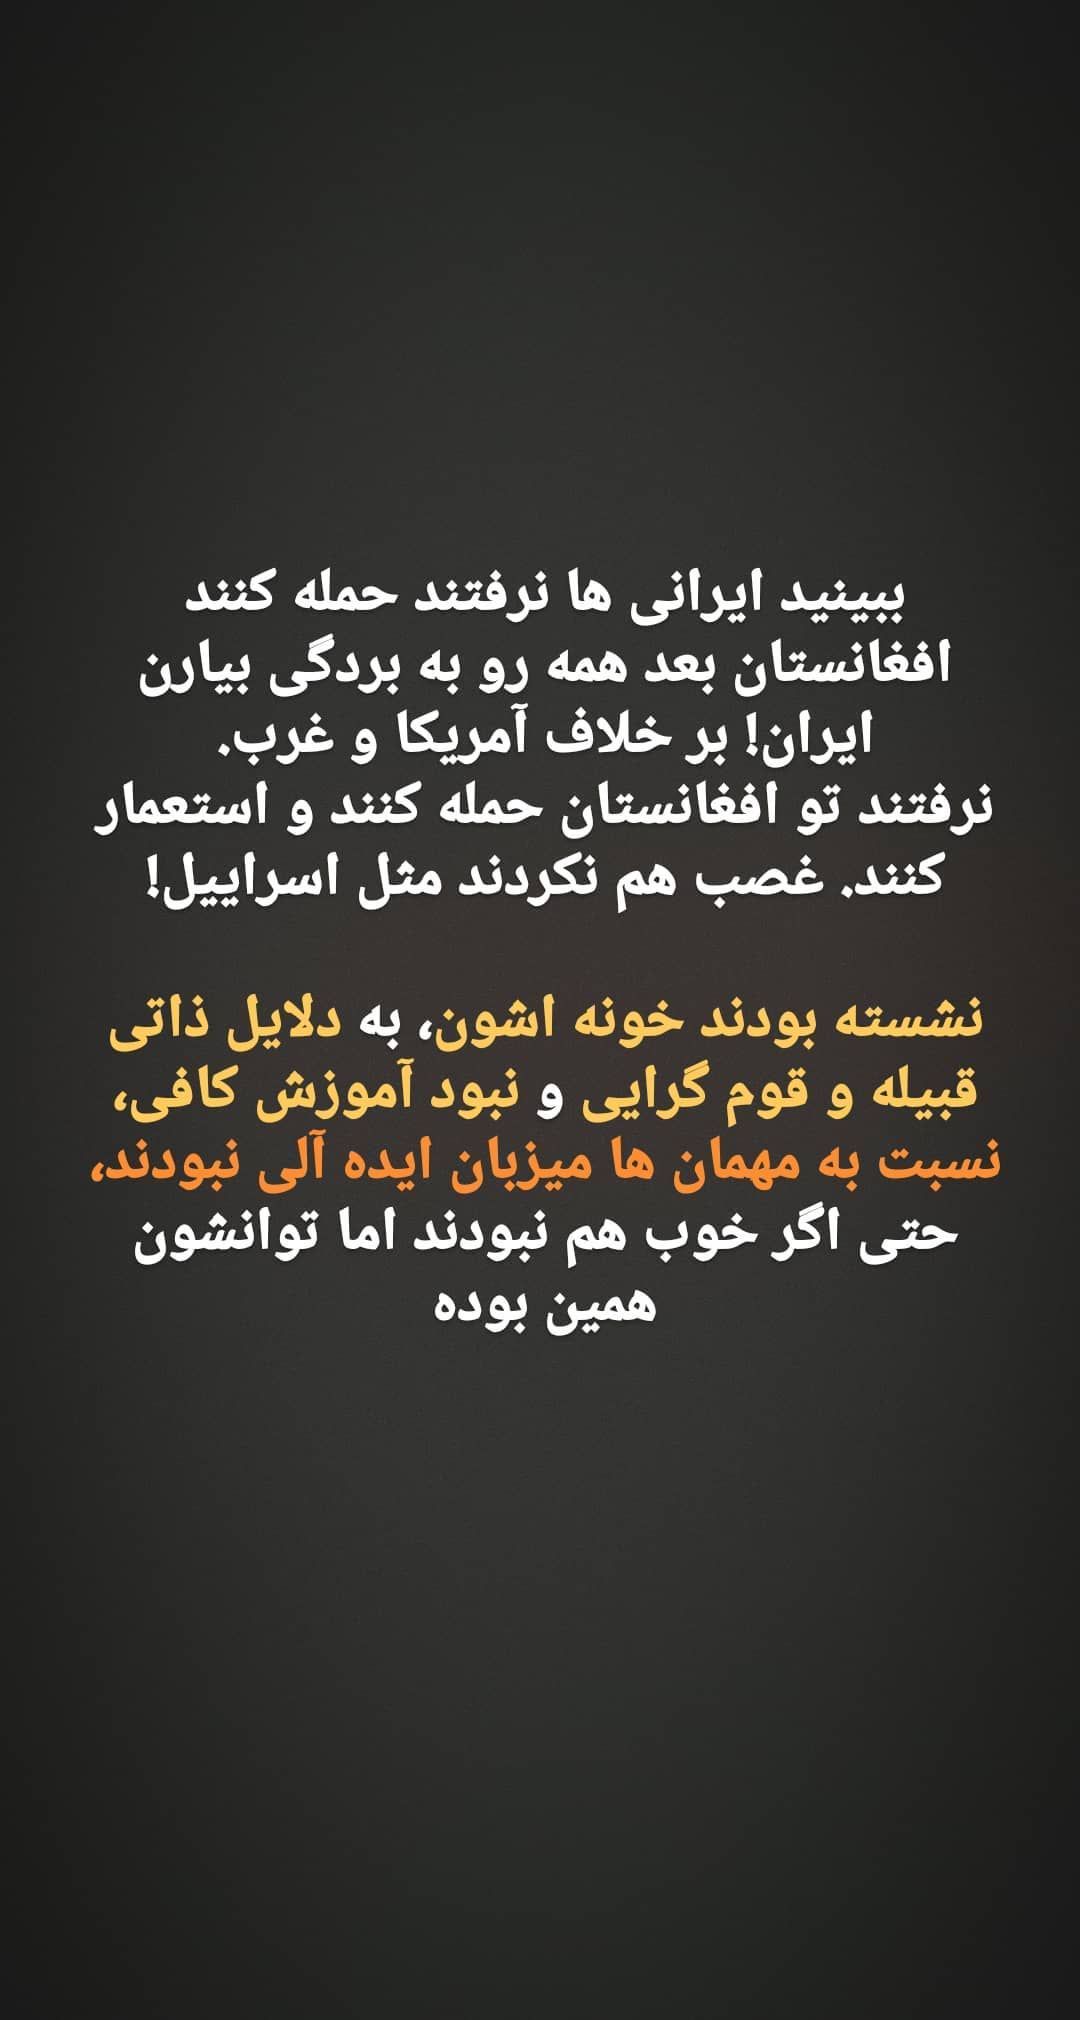 ببینید ایرانی ها نرفتند حمله کنند
افغانستان بعد همه رو به بردگی بیارن
ایران! بر خلاف آمریکا و غرب.
نرفتند تو افغانستان حمله کنند و استعمار
کنند. غصب هم نکردند مثل اسراییل!
نشسته بودند خونه اشون، به دلایل ذاتی
قبیله و قوم گرایی و نبود آموزش کافی،
نسبت به مهمان ها میزبان ایده آلی نبودند،
حتی اگر خوب هم نبودند اما توانشون
همین بوده